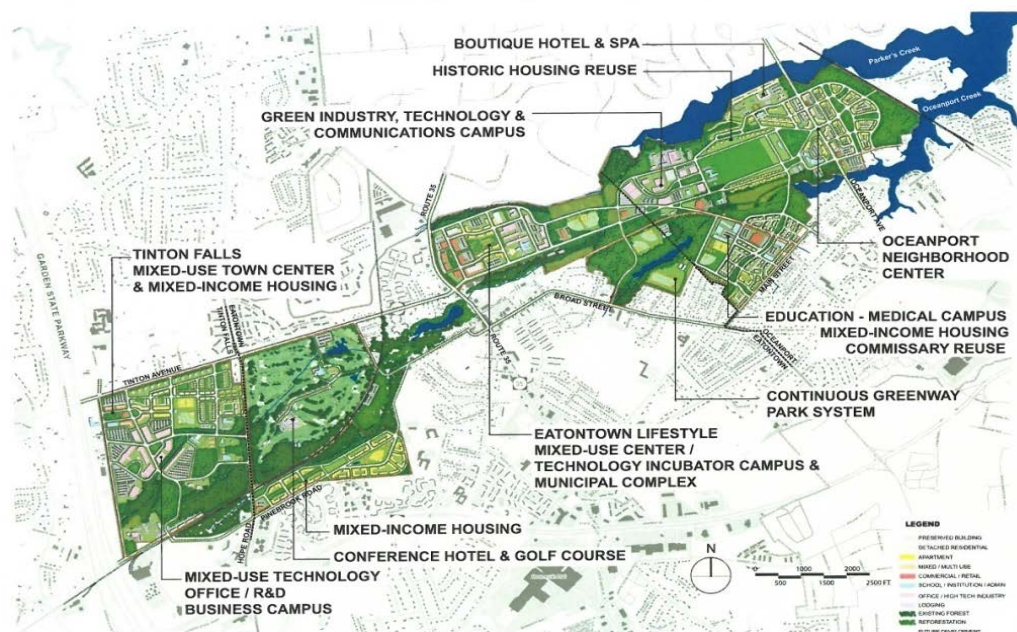 BOUTIQUE HOTEL & SPA
HISTORIC HOUSING REUSE
GREEN INDUSTRY, TECHNOLOGY &
COMMUNICATIONS CAMPUS
Parker's Creek
Oceanport Creek
ROUTE 35
OCEANPORT AVE
OCEANPORT
NEIGHBORHOOD
CENTER
GARDEN STATE PARKWAY
TINTON FALLS
MIXED-USE TOWN CENTER
& MIXED-INCOME HOUSING
EATONTOWN
TINTON FALLS
MAIN STREET
BROAD STREET
EDUCATION - MEDICAL CAMPUS
MIXED-INCOME HOUSING
COMMISSARY REUSE
OCEANPORT
EATONTOWN
ROUTE 35
TINTON AVENUE
CONTINUOUS GREENWAY
PARK SYSTEM
EATONTOWN LIFESTYLE
MIXED-USE CENTER /
TECHNOLOGY INCUBATOR CAMPUS &
MUNICIPAL COMPLEX
PINEBROOK ROAD
HOPE ROAD
MIXED-INCOME HOUSING
CONFERENCE HOTEL & GOLF COURSE
MIXED-USE TECHNOLOGY
OFFICE / R&D
BUSINESS CAMPUS
N
0 1000 2000
500 1500 2500 FT
LEGEND
PRESERVED BUILDING
DETACHED RESIDENTIAL
APARTMENT
MIXED / MULTI USE
COMMERCIAL / RETAIL
SCHOOL / INSTITUTION / ADMIN
OFFICE / HIGH TECH INDUSTRY
LODGING
EXISTING FOREST
REFORESTATION
FUTURE DEVELOPMENT